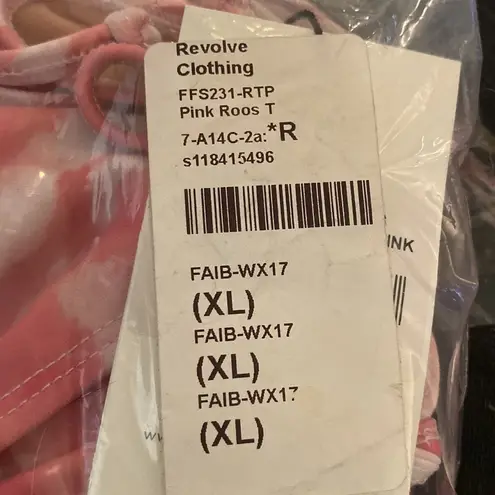 Revolve
Clothing
FFS231-RTP
Pink Roos T
7-A14C-2a:*R
s118415496
FAIB-WX17
(XL)
FAIB-WX17
(XL)
FAIB-WX17
(XL)
INK